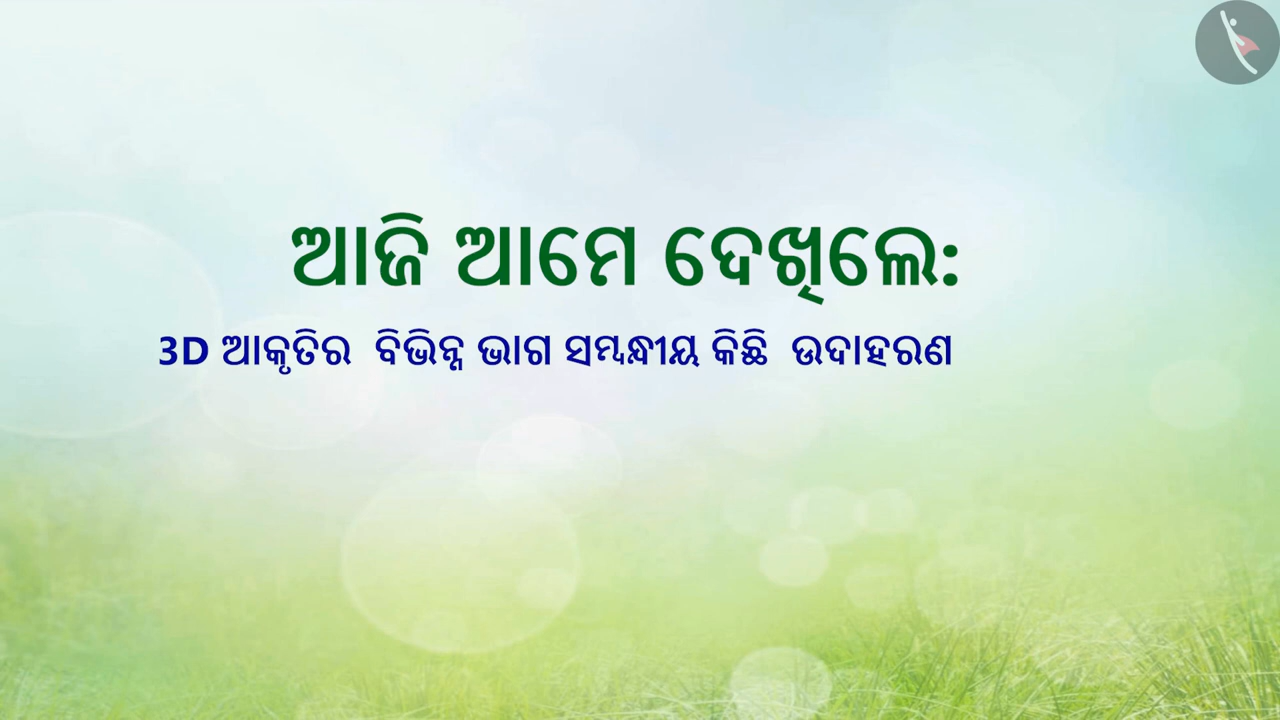 ଆଜି ଆମେ ଦେଖିଲେ:
3D ଆକୃତିର ବିଭିନ୍ନ ଭାଗ ସମ୍ବନ୍ଧୀୟ କିଛି ଉଦାହରଣ